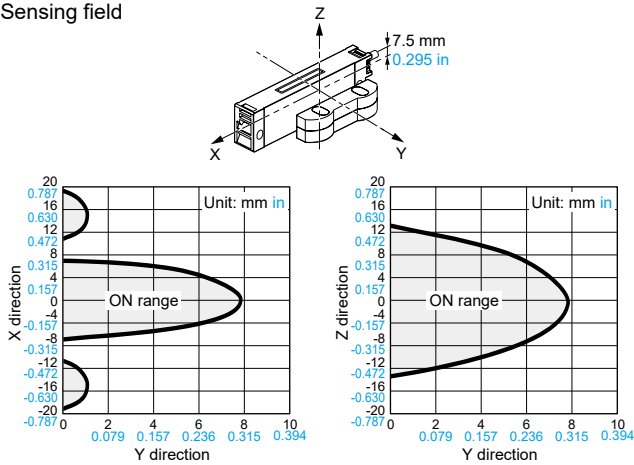 Sensing field
Z
7.5 mm
0.295 in
X
Y
20
0.787
16
0.630
12
0.472
8
0.315
4
0.157
0
-4
-0.157
-8
-0.315
-12
-0.472
-16
-0.630
-20
-0.787
X direction
Unit: mm in
ON range
0 2 4 6 8 10
0.079 0.157 0.236 0.315 0.394
Y direction
20
0.787
16
0.630
12
0.472
8
0.315
4
0.157
0
-4
-0.157
-8
-0.315
-12
-0.472
-16
-0.630
-20
-0.787
Z direction
Unit: mm in
ON range
0 2 4 6 8 10
0.079 0.157 0.236 0.315 0.394
Y direction